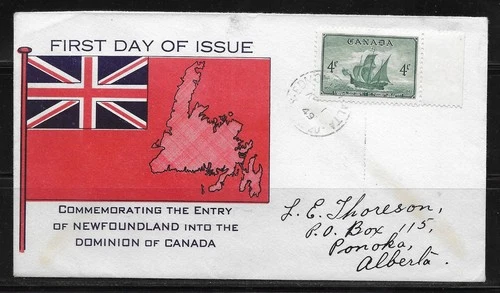 FIRST DAY OF ISSUE
CANADA
4¢ 4¢
COMMEMORATING THE ENTRY
OF NEWFOUNDLAND INTO THE
DOMINION OF CANADA
J. E. Thoreson,
P.O. Box 115,
Ponoka,
Alberta.